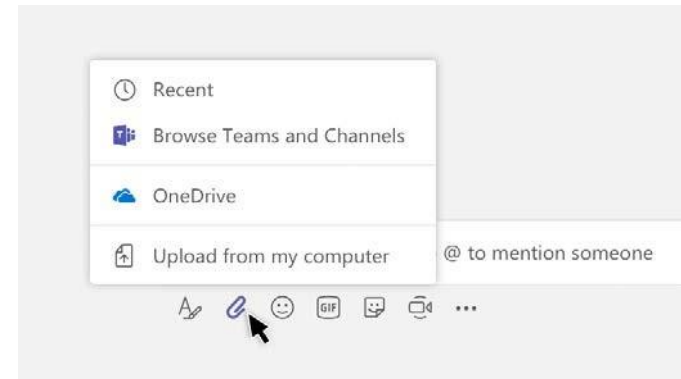 Recent
Browse Teams and Channels
OneDrive
Upload from my computer
@ to mention someone
GIF